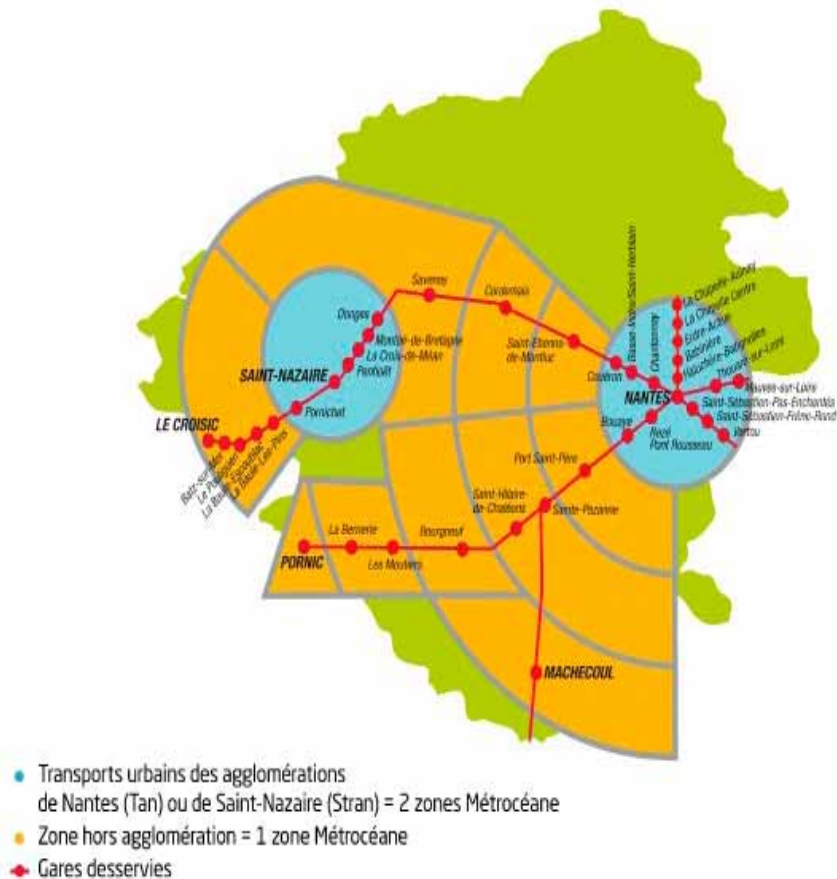 Savenay
Cordemais
Basse-Indre/Saint-Herblain
La Chapelle Centre
Erdre-Active
Babinière
Haluchère-Batignolles
Thouaré-sur-Loire
Mauves-sur-Loire
Chantenay
Donges
Montoir-de-Bretagne
La Croix-de-Méan
Penhoët
Saint-Etienne-
de-Montluc
Couëron
SAINT-NAZAIRE
NANTES
Saint-Sébastien-Pas-Enchantés
Saint-Sébastien-Frêne-Rond
Vertou
Pornichet
LE CROISIC
Bouaye
Rezé
Pont Rousseau
Batz-sur-Mer
Le Pouliguen
La Baule-Escoublac
La Baule-Les-Pins
Port Saint-Père
Saint-Hilaire-
de-Chaléons
Sainte-Pazanne
La Bernerie
Bourgneuf
PORNIC
Les Moutiers
MACHECOUL
Transports urbains des agglomérations
de Nantes (Tan) ou de Saint-Nazaire (Stran) = 2 zones Métrocéane
Zone hors agglomération = 1 zone Métrocéane
Gares desservies